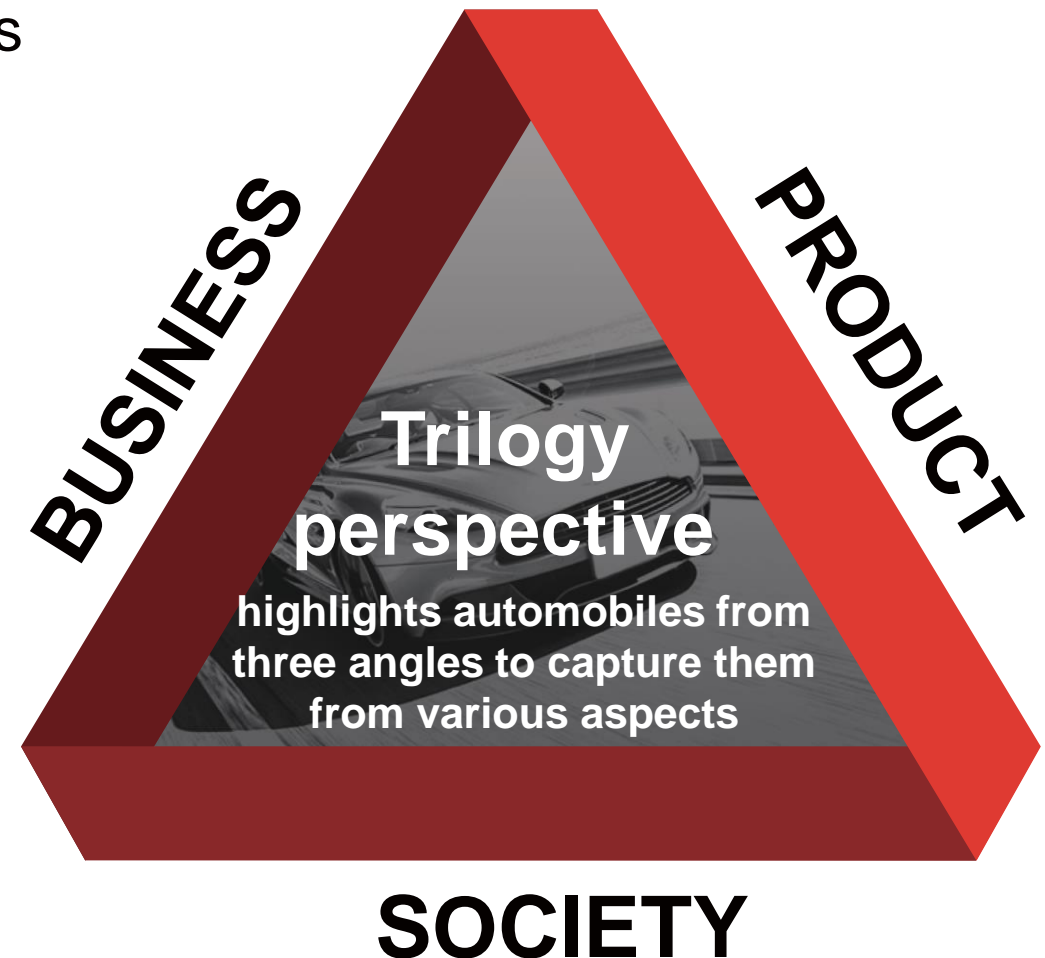 s
BUSINESS
PRODUCT
Trilogy
perspective
highlights automobiles from
three angles to capture them
from various aspects
SOCIETY